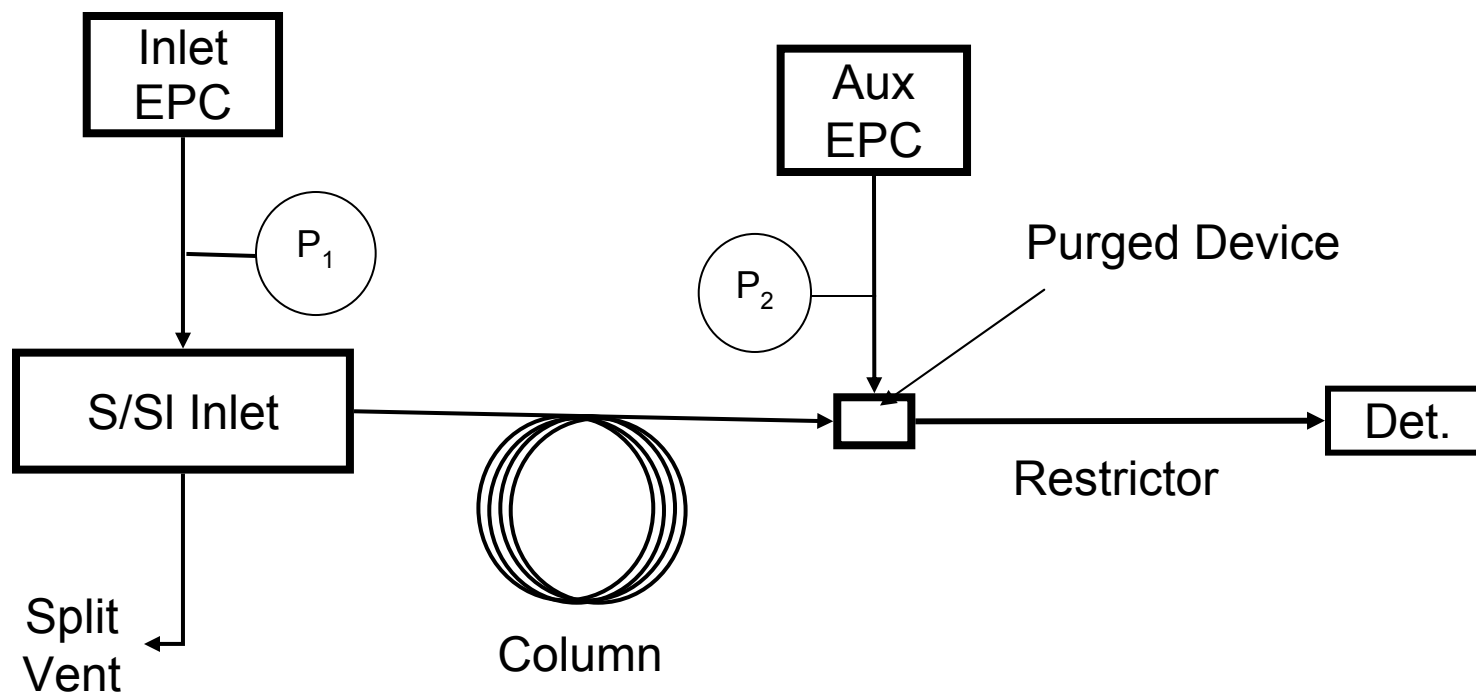 Inlet
EPC
Aux
EPC
P₁
P₂
Purged Device
S/SI Inlet
Det.
Restrictor
Split
Vent
Column